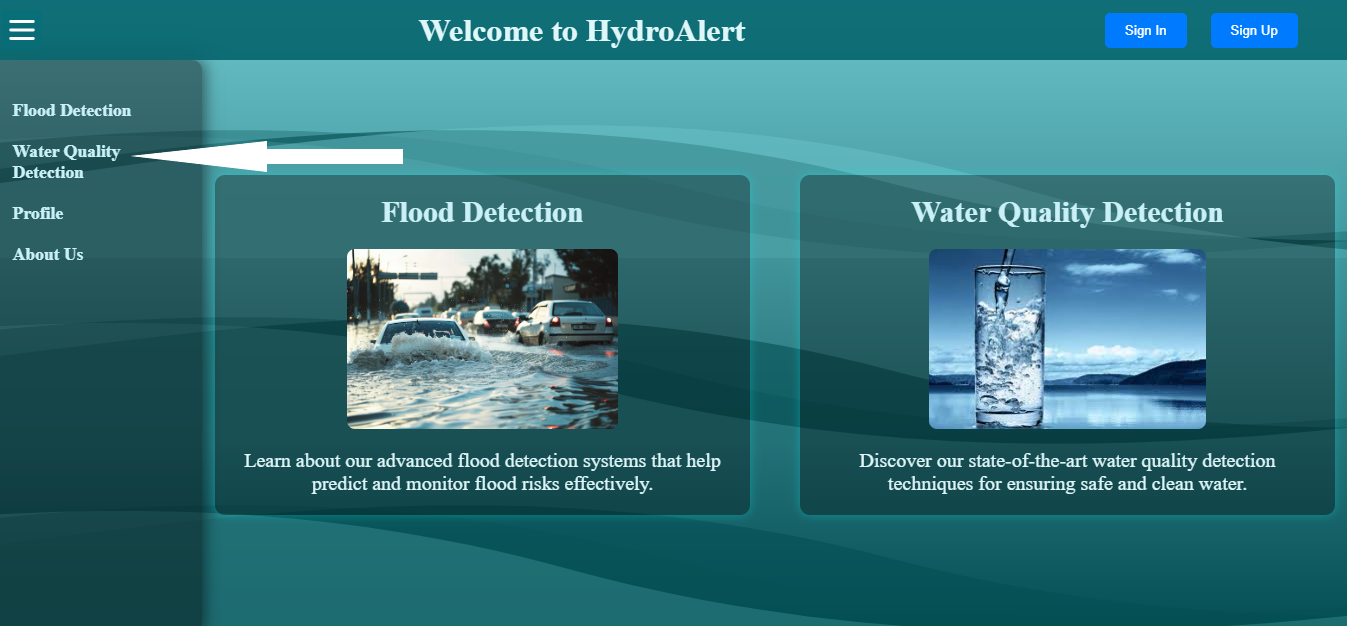 Welcome to HydroAlert
Sign In
Sign Up
Flood Detection
Water Quality
Detection
Profile
About Us
Flood Detection
Learn about our advanced flood detection systems that help
predict and monitor flood risks effectively.
Water Quality Detection
Discover our state-of-the-art water quality detection
techniques for ensuring safe and clean water.